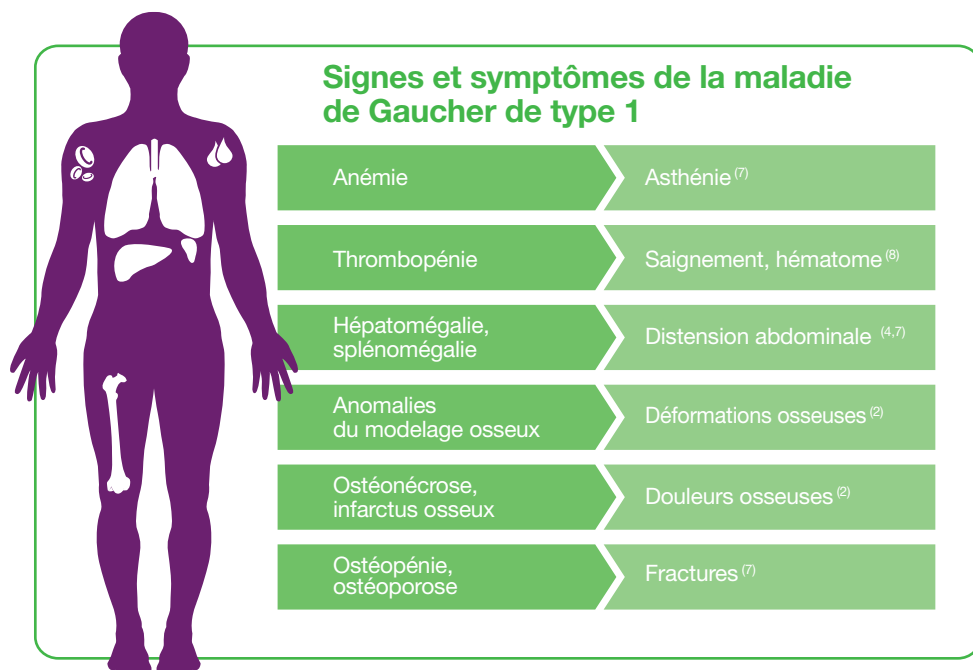 Signes et symptômes de la maladie
de Gaucher de type 1
Anémie
Asthénie (7)
Thrombopénie
Saignement, hématome (8)
Hépatomégalie,
splénomégalie
Distension abdominale (4,7)
Anomalies
du modelage osseux
Déformations osseuses (2)
Ostéonécrose,
infarctus osseux
Douleurs osseuses (2)
Ostéopénie,
ostéoporose
Fractures (7)